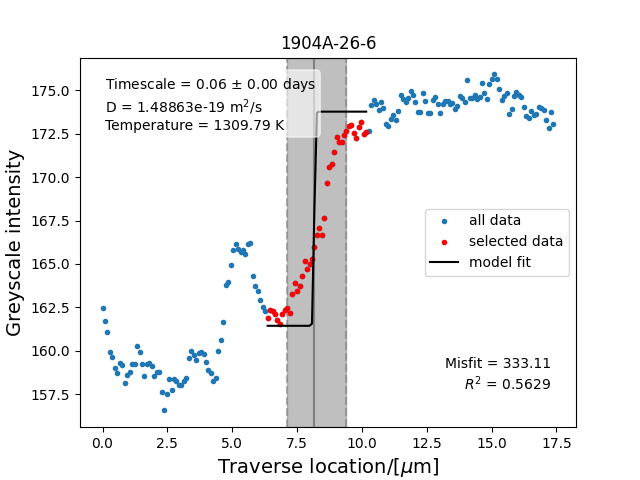 1904A-26-6
Timescale = 0.06 ± 0.00 days
D = 1.48863e-19 m²/s
Temperature = 1309.79 K
all data
selected data
model fit
Misfit = 333.11
R² = 0.5629
Greyscale intensity
175.0
172.5
170.0
167.5
165.0
162.5
160.0
157.5
0.0 2.5 5.0 7.5 10.0 12.5 15.0 17.5
Traverse location/[μm]